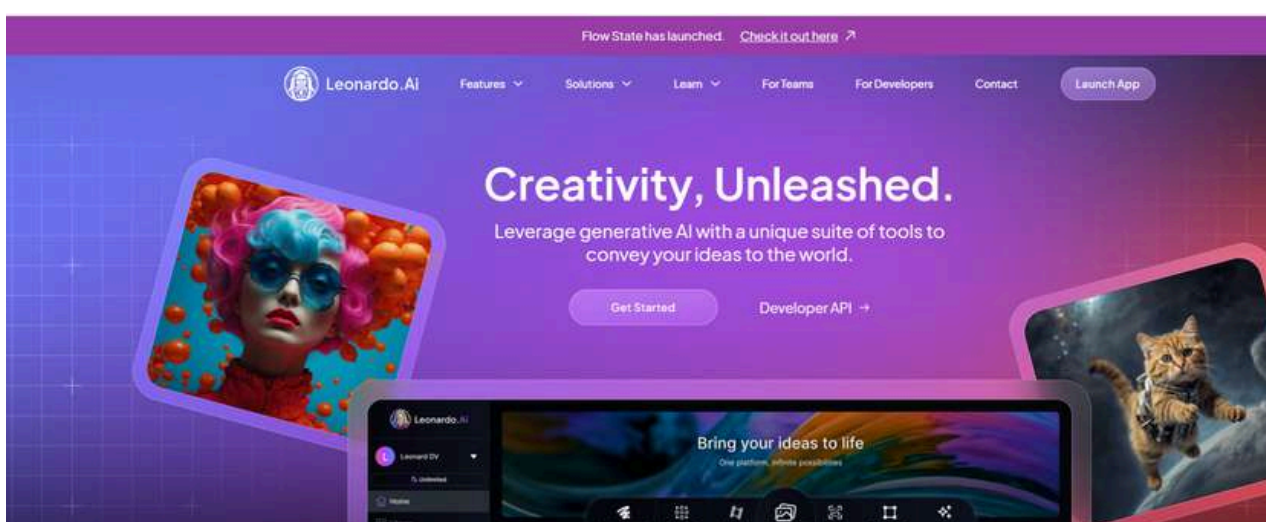 Flow State has launched. Check it out here ↗
Leonardo.Ai Features Solutions Learn For Teams For Developers Contact Launch App
Creativity, Unleashed.
Leverage generative AI with a unique suite of tools to
convey your ideas to the world.
Get Started Developer API →
Leonardo.Ai
Bring your ideas to life
One platform, infinite possibilities
L Leonard DV
Unlimited
Home